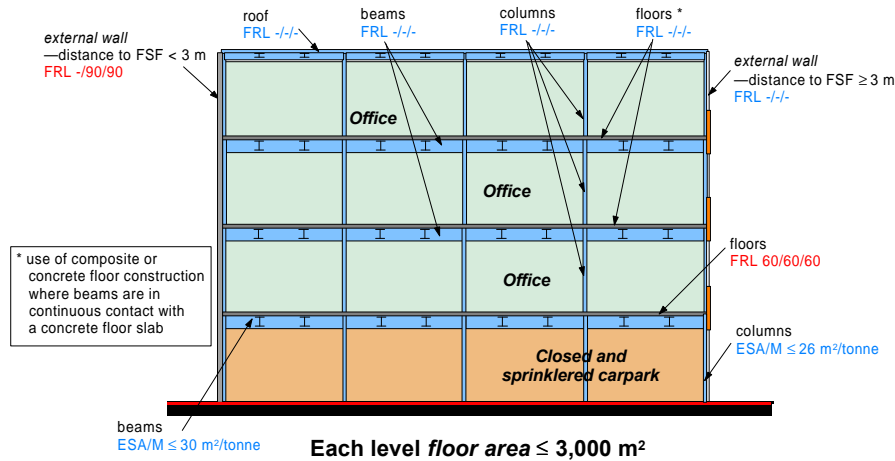 roof
FRL -/-/-
beams
FRL -/-/-
columns
FRL -/-/-
floors *
FRL -/-/-
external wall
—distance to FSF < 3 m
FRL -/90/90
external wall
—distance to FSF ≥ 3 m
FRL -/-/-
Office
Office
Office
* use of composite or
concrete floor construction
where beams are in
continuous contact with
a concrete floor slab
floors
FRL 60/60/60
columns
ESA/M ≤ 26 m²/tonne
Closed and
sprinklered carpark
beams
ESA/M ≤ 30 m²/tonne
Each level floor area ≤ 3,000 m²